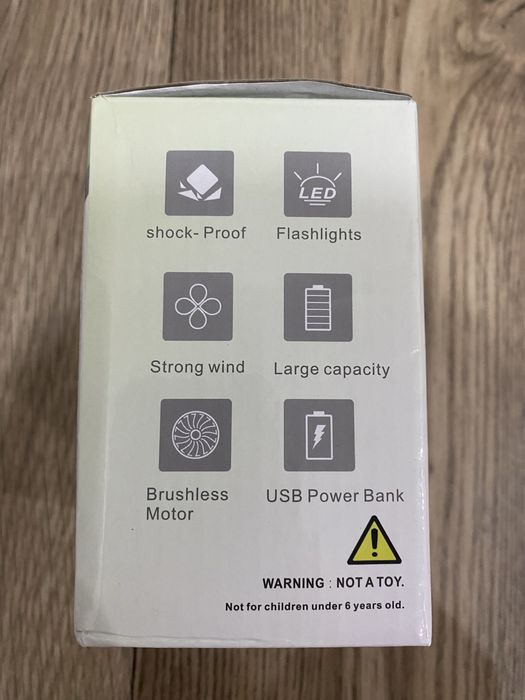 LED
shock- Proof
Flashlights
Strong wind
Large capacity
Brushless
Motor
USB Power Bank
!
WARNING : NOT A TOY.
Not for children under 6 years old.